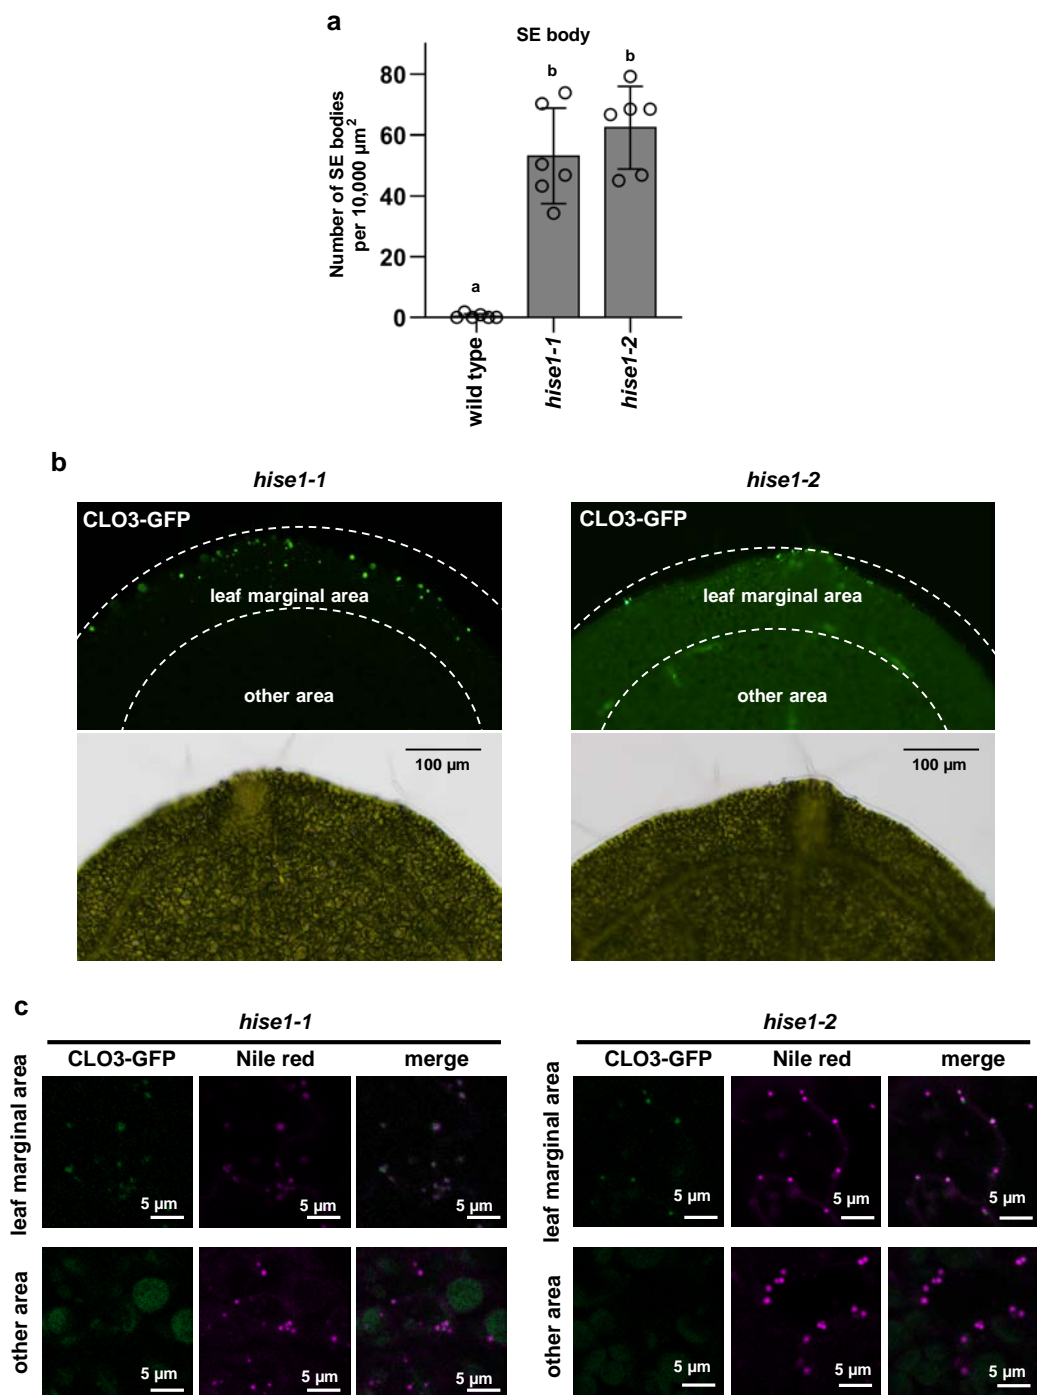 a
SE body
Number of SE bodies
per 10,000 µm²
80
60
40
20
0
a
b
b
wild type
hise1-1
hise1-2
b
hise1-1
hise1-2
CLO3-GFP
leaf marginal area
other area
CLO3-GFP
leaf marginal area
other area
100 µm
100 µm
c
hise1-1
hise1-2
CLO3-GFP
Nile red
merge
CLO3-GFP
Nile red
merge
leaf marginal area
5 µm
5 µm
5 µm
leaf marginal area
5 µm
5 µm
5 µm
other area
5 µm
5 µm
5 µm
other area
5 µm
5 µm
5 µm